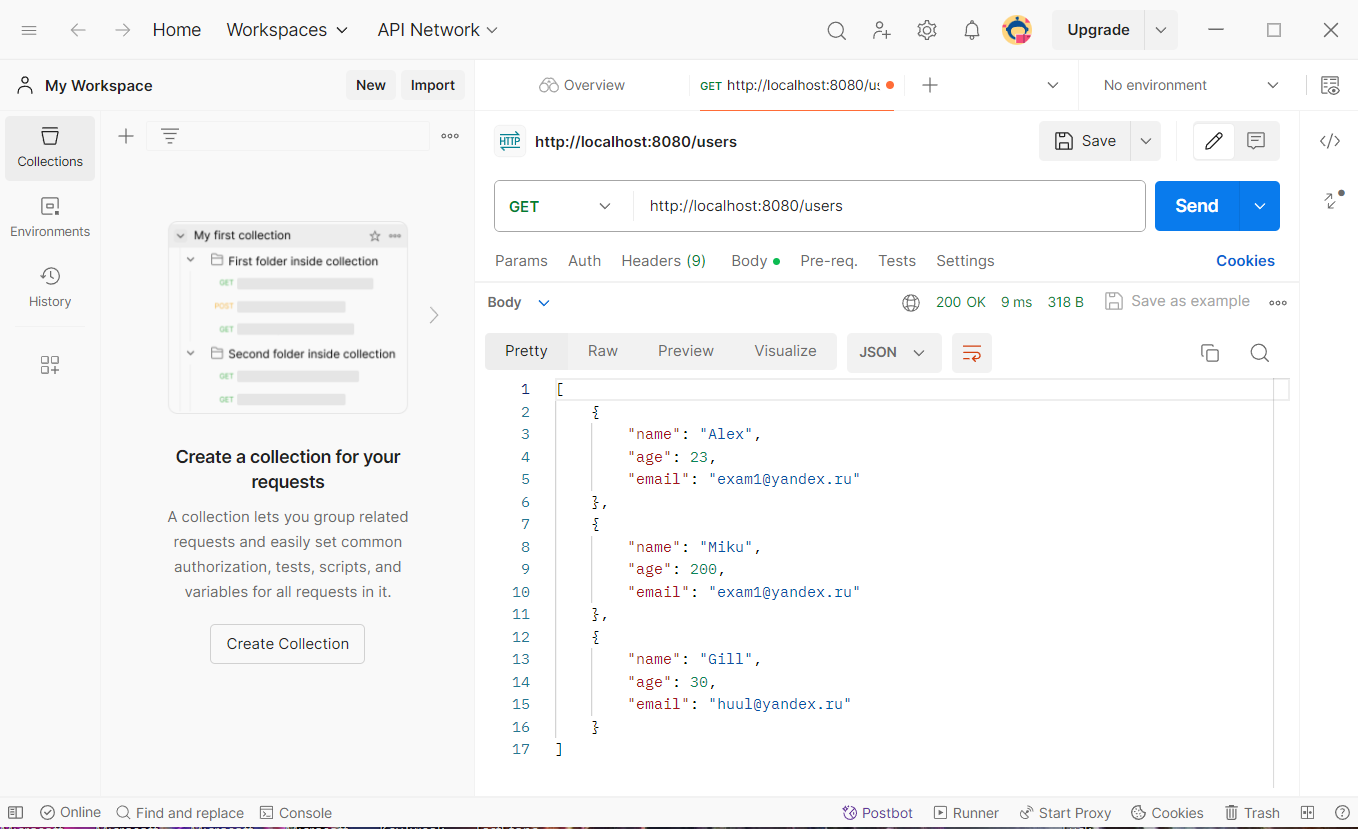 Home Workspaces API Network Upgrade
My Workspace New Import Overview GET http://localhost:8080/us No environment
Collections
Environments
History
My first collection
First folder inside collection
GET
POST
GET
Second folder inside collection
GET
GET
Create a collection for your
requests
A collection lets you group related
requests and easily set common
authorization, tests, scripts, and
variables for all requests in it.
Create Collection
HTTP http://localhost:8080/users Save
GET http://localhost:8080/users Send
Params Auth Headers (9) Body Pre-req. Tests Settings Cookies
Body 200 OK 9 ms 318 B Save as example
Pretty Raw Preview Visualize JSON
1 [
2 {
3 "name": "Alex",
4 "age": 23,
5 "email": "exam1@yandex.ru"
6 },
7 {
8 "name": "Miku",
9 "age": 200,
10 "email": "exam1@yandex.ru"
11 },
12 {
13 "name": "Gill",
14 "age": 30,
15 "email": "huul@yandex.ru"
16 }
17 ]
Online Find and replace Console Postbot Runner Start Proxy Cookies Trash